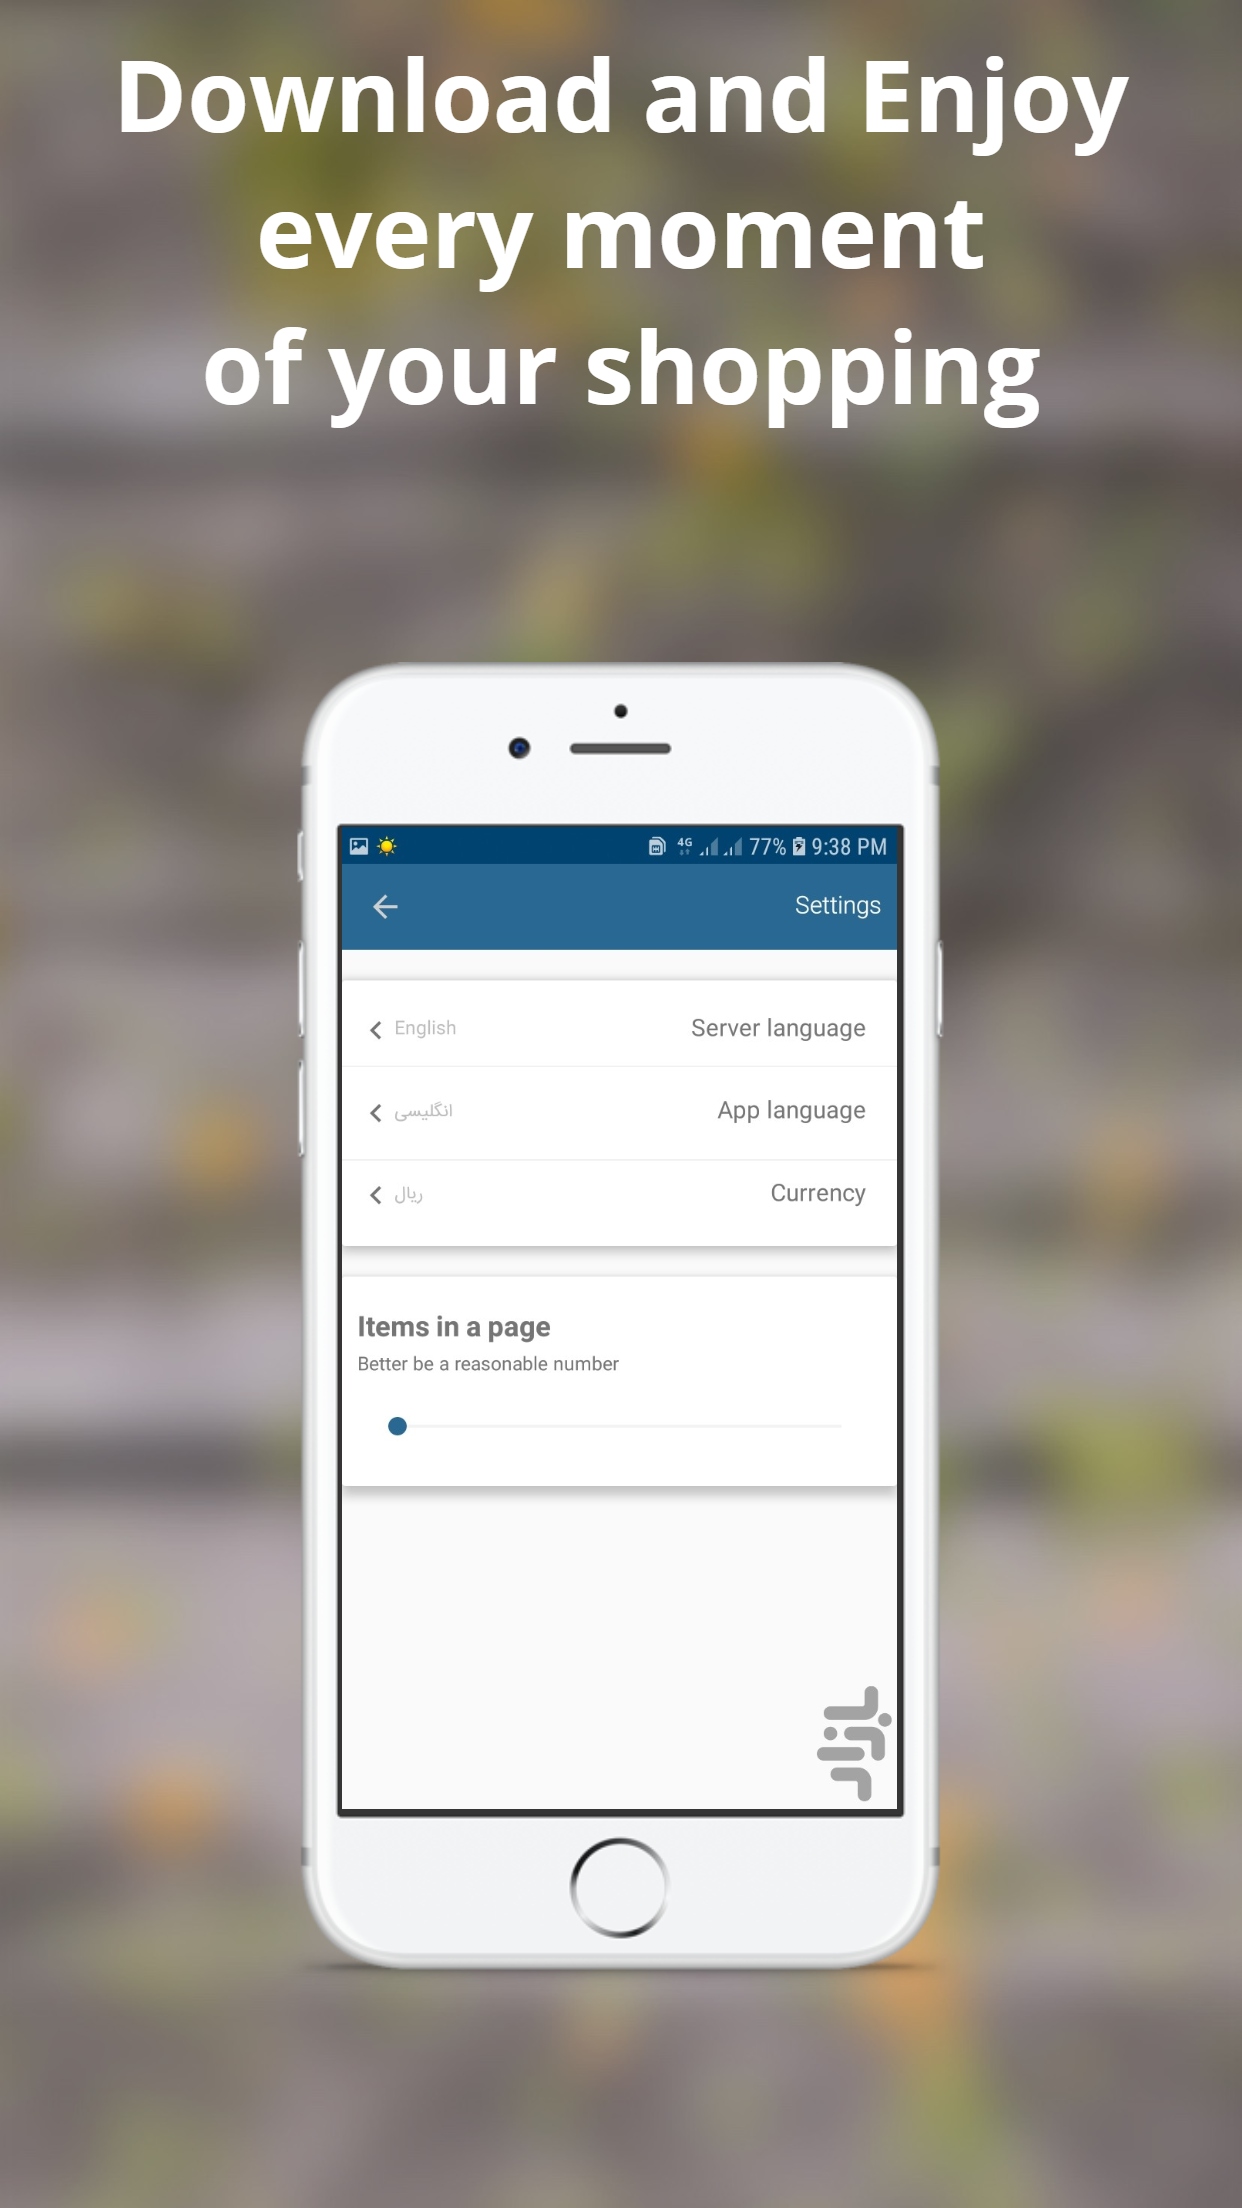 Download and Enjoy
every moment
of your shopping
4G 77% 9:38 PM
Settings
English Server language
انگلیسی App language
ریال Currency
Items in a page
Better be a reasonable number
بازار